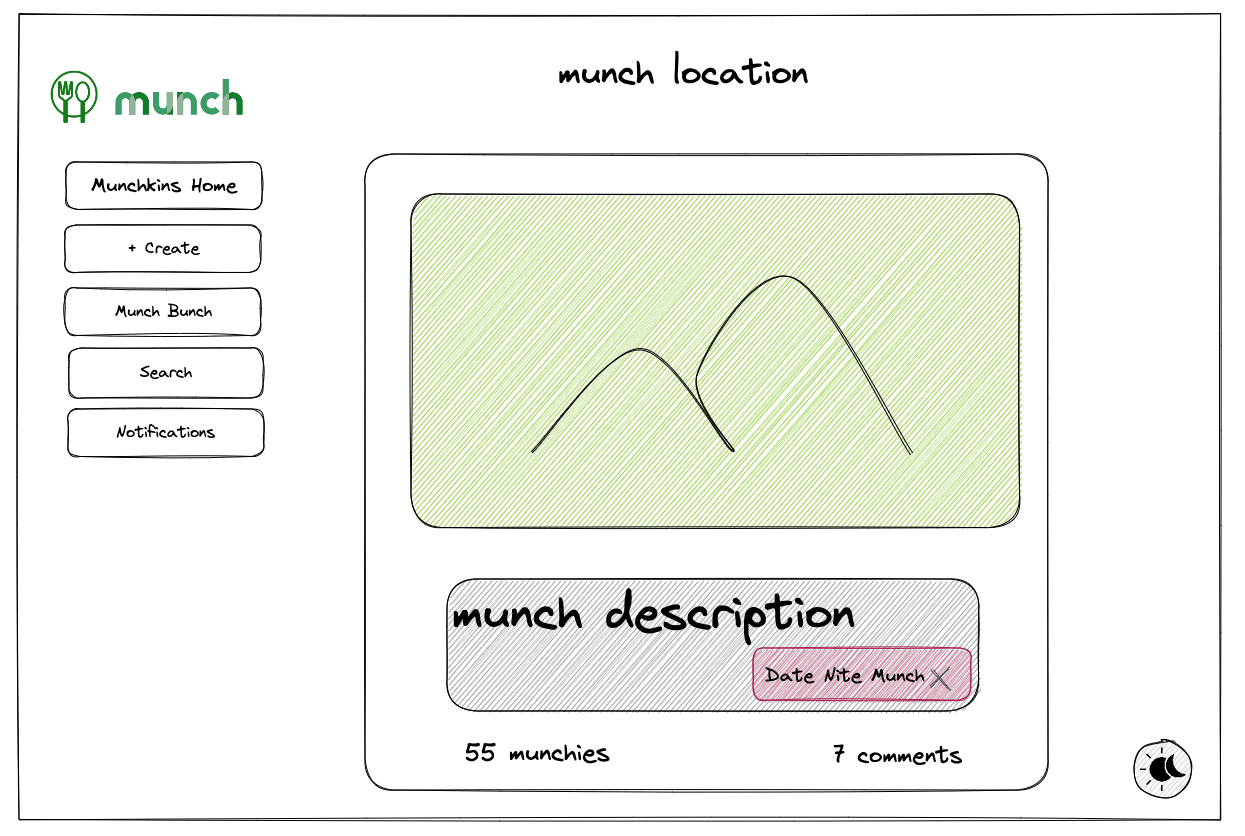 munch location
munch
Munchkins Home
+ Create
Munch Bunch
Search
Notifications
munch description
Date Nite Munch
55 munchies
7 comments